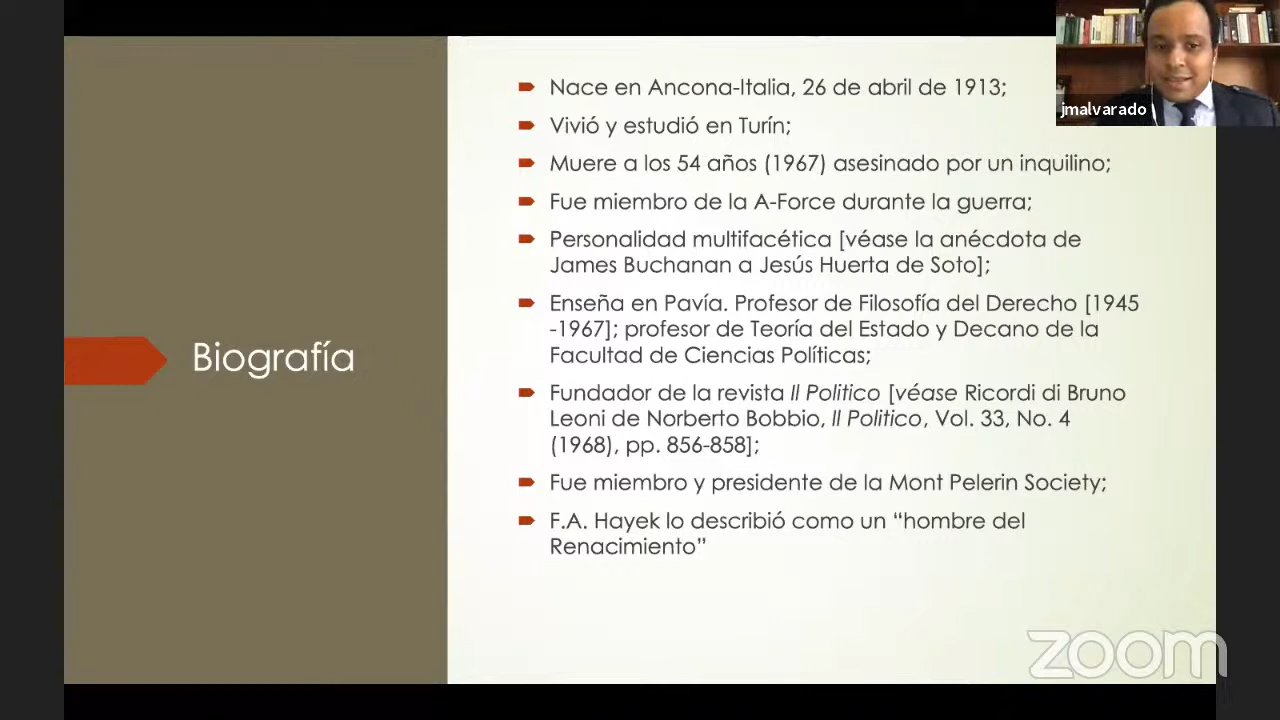 jmalvarado
Biografía
Nace en Ancona-Italia, 26 de abril de 1913;
Vivió y estudió en Turín;
Muere a los 54 años (1967) asesinado por un inquilino;
Fue miembro de la A-Force durante la guerra;
Personalidad multifacética [véase la anécdota de
James Buchanan a Jesús Huerta de Soto];
Enseña en Pavía. Profesor de Filosofía del Derecho [1945
-1967]; profesor de Teoría del Estado y Decano de la
Facultad de Ciencias Políticas;
Fundador de la revista Il Politico [véase Ricordi di Bruno
Leoni de Norberto Bobbio, Il Politico, Vol. 33, No. 4
(1968), pp. 856-858];
Fue miembro y presidente de la Mont Pelerin Society;
F.A. Hayek lo describió como un “hombre del
Renacimiento”
zoom